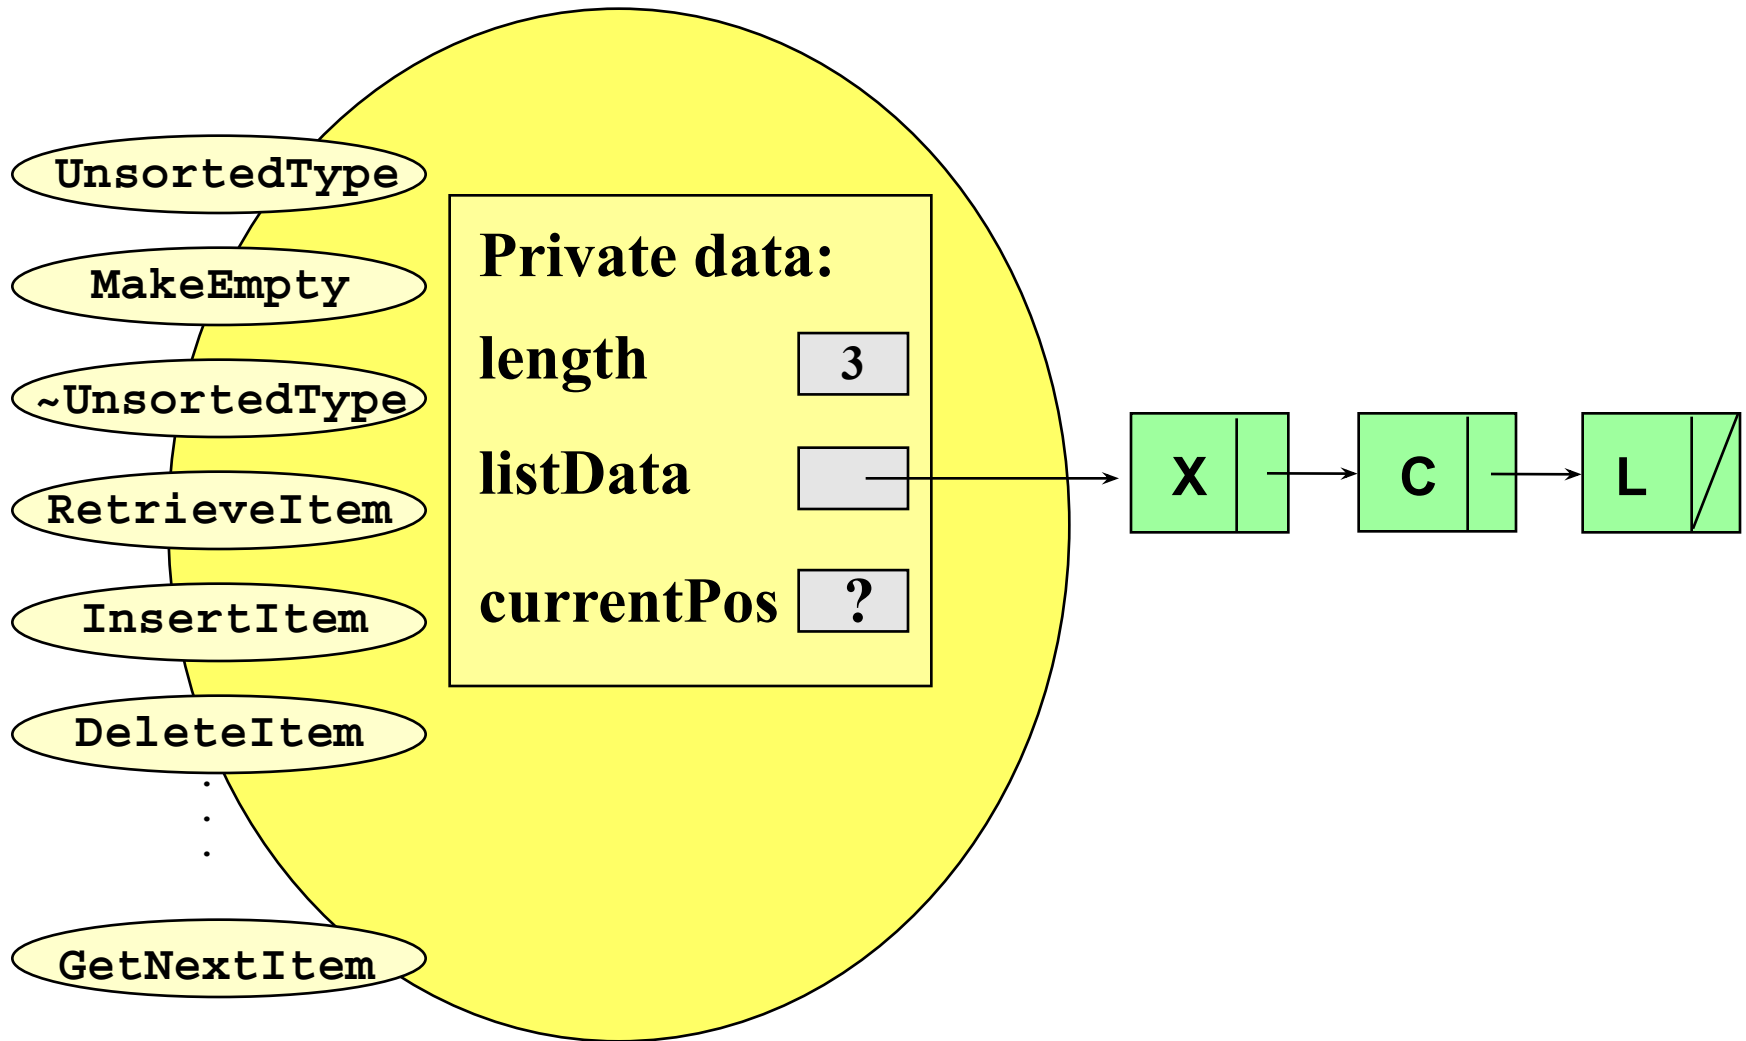 UnsortedType
MakeEmpty
~UnsortedType
RetrieveItem
InsertItem
DeleteItem
.
.
.
GetNextItem
Private data:
length 3
listData
currentPos ?
X C L